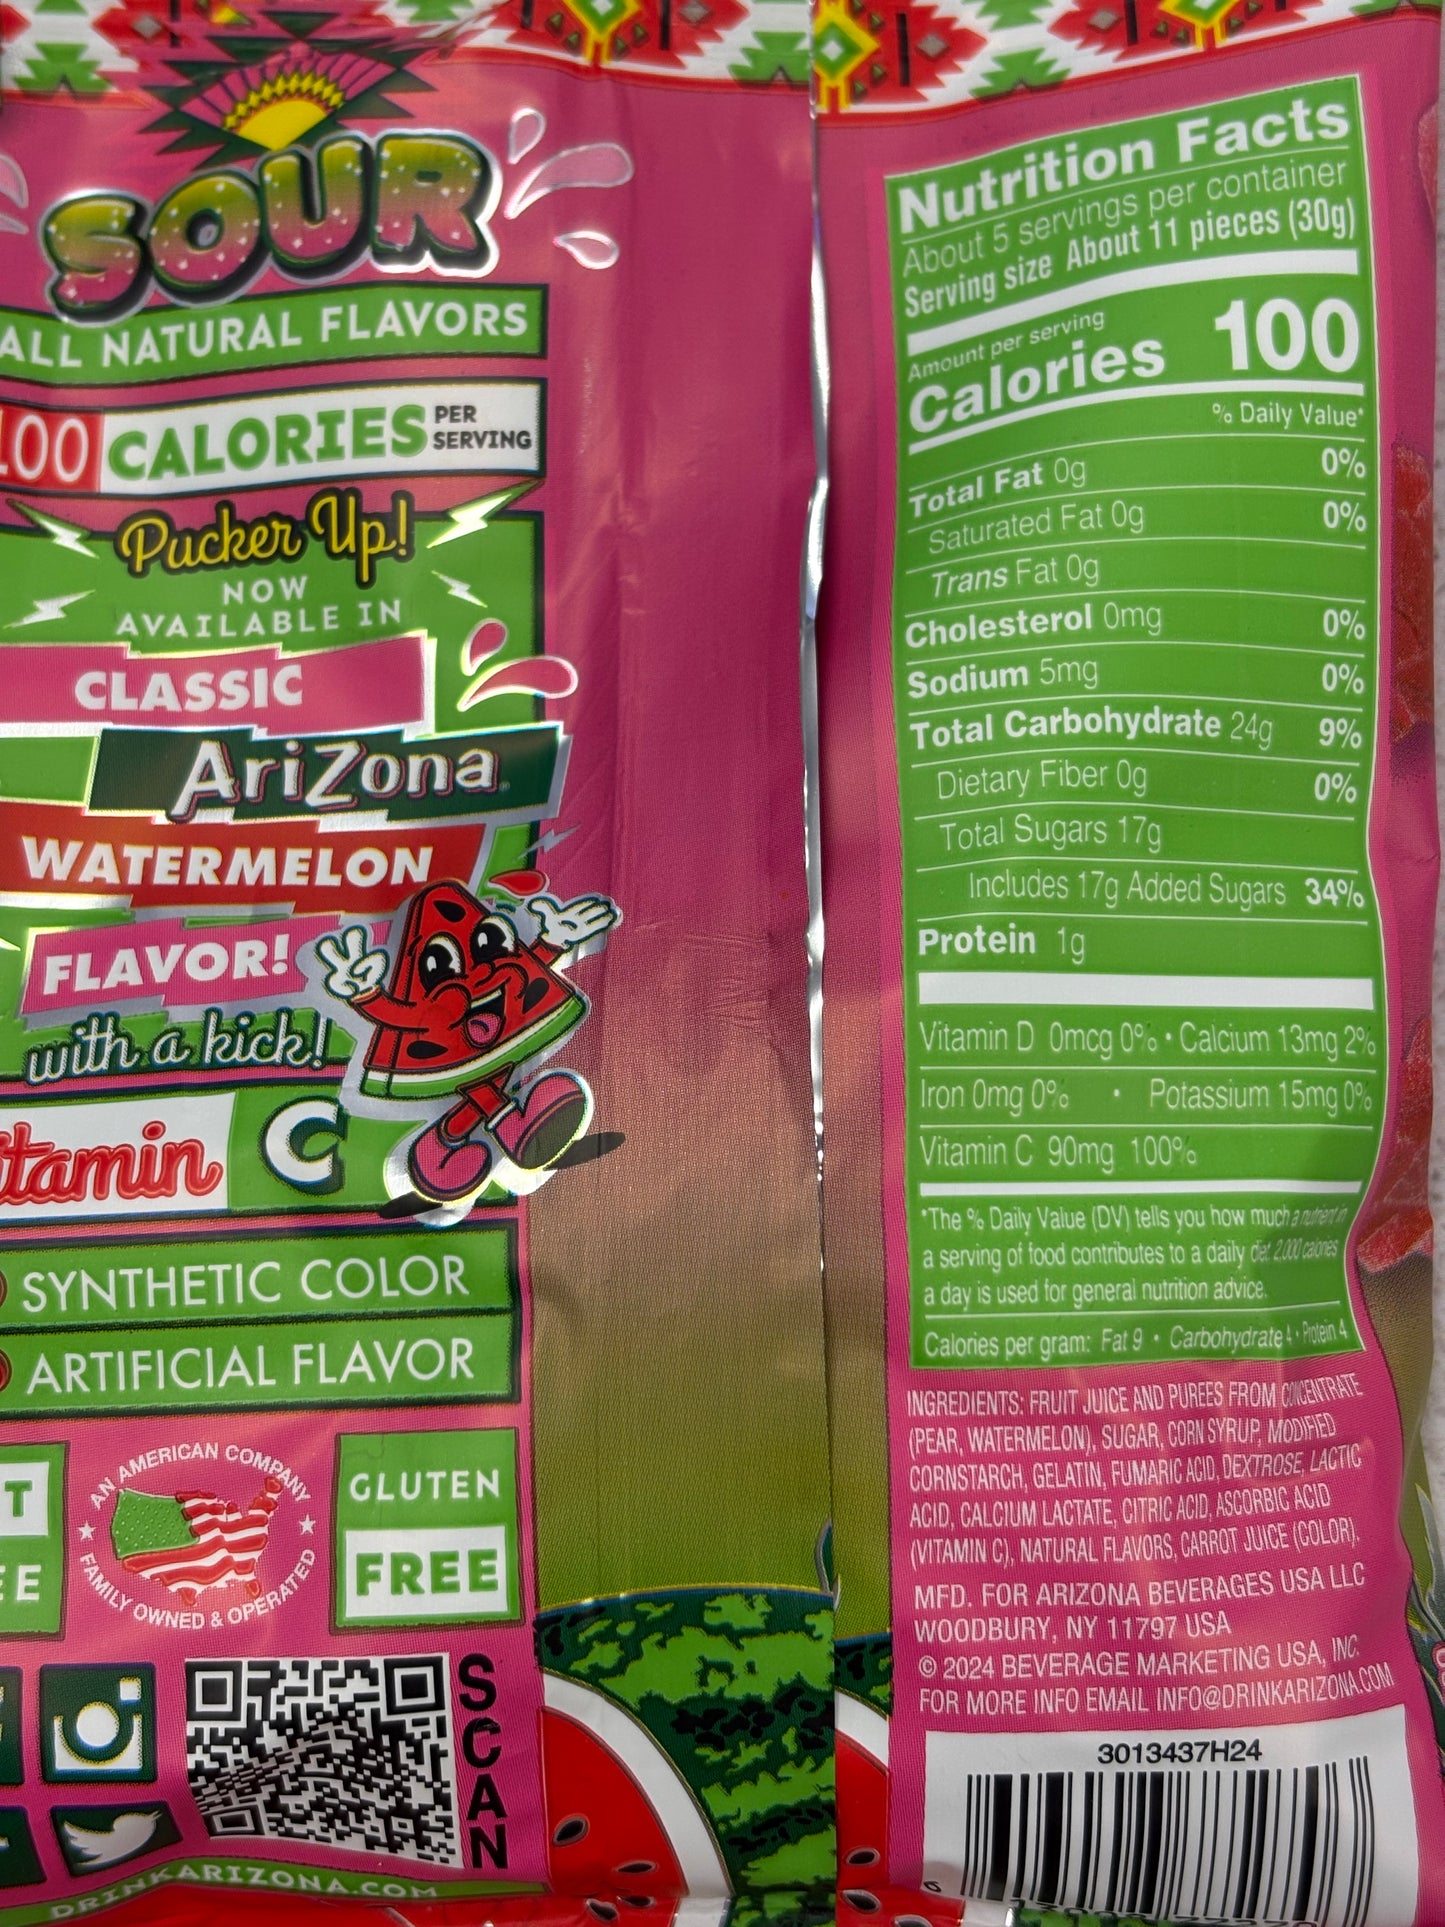 SOUR
ALL NATURAL FLAVORS
100 CALORIES PER SERVING
Pucker Up!
NOW
AVAILABLE IN
CLASSIC
AriZona
WATERMELON
FLAVOR!
with a kick!
C
SYNTHETIC COLOR
ARTIFICIAL FLAVOR
AN AMERICAN COMPANY
FAMILY OWNED & OPERATED
GLUTEN
FREE
SCAN
DRINKARIZONA.COM
Nutrition Facts
About 5 servings per container
Serving size About 11 pieces (30g)
Amount per serving
Calories 100
% Daily Value*
Total Fat 0g 0%
Saturated Fat 0g 0%
Trans Fat 0g
Cholesterol 0mg 0%
Sodium 5mg 0%
Total Carbohydrate 24g 9%
Dietary Fiber 0g 0%
Total Sugars 17g
Includes 17g Added Sugars 34%
Protein 1g
Vitamin D 0mcg 0% • Calcium 13mg 2%
Iron 0mg 0% • Potassium 15mg 0%
Vitamin C 90mg 100%
*The % Daily Value (DV) tells you how much a nutrient in
a serving of food contributes to a daily diet. 2,000 calories
a day is used for general nutrition advice.
Calories per gram: Fat 9 • Carbohydrate 4 • Protein 4
INGREDIENTS: FRUIT JUICE AND PUREES FROM CONCENTRATE
(PEAR, WATERMELON), SUGAR, CORN SYRUP, MODIFIED
CORNSTARCH, GELATIN, FUMARIC ACID, DEXTROSE, LACTIC
ACID, CALCIUM LACTATE, CITRIC ACID, ASCORBIC ACID
(VITAMIN C), NATURAL FLAVORS, CARROT JUICE (COLOR).
MFD. FOR ARIZONA BEVERAGES USA LLC
WOODBURY, NY 11797 USA
© 2024 BEVERAGE MARKETING USA, INC.
FOR MORE INFO EMAIL INFO@DRINKARIZONA.COM
3013437H24